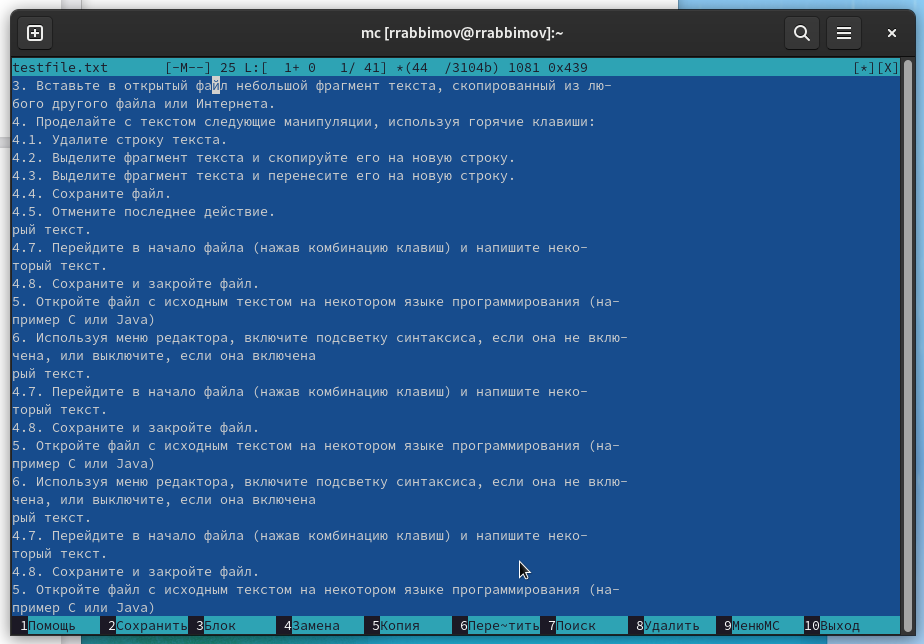 mc [rrabbimov@rrabbimov]:~
testfile.txt [-M--] 25 L:[ 1+ 0 1/ 41] *(44 /3104b) 1081 0x439 [*][X]
3. Вставьте в открытый файл небольшой фрагмент текста, скопированный из лю-
бого другого файла или Интернета.
4. Проделайте с текстом следующие манипуляции, используя горячие клавиши:
4.1. Удалите строку текста.
4.2. Выделите фрагмент текста и скопируйте его на новую строку.
4.3. Выделите фрагмент текста и перенесите его на новую строку.
4.4. Сохраните файл.
4.5. Отмените последнее действие.
рый текст.
4.7. Перейдите в начало файла (нажав комбинацию клавиш) и напишите неко-
торый текст.
4.8. Сохраните и закройте файл.
5. Откройте файл с исходным текстом на некотором языке программирования (на-
пример C или Java)
6. Используя меню редактора, включите подсветку синтаксиса, если она не вклю-
чена, или выключите, если она включена
рый текст.
4.7. Перейдите в начало файла (нажав комбинацию клавиш) и напишите неко-
торый текст.
4.8. Сохраните и закройте файл.
5. Откройте файл с исходным текстом на некотором языке программирования (на-
пример C или Java)
6. Используя меню редактора, включите подсветку синтаксиса, если она не вклю-
чена, или выключите, если она включена
рый текст.
4.7. Перейдите в начало файла (нажав комбинацию клавиш) и напишите неко-
торый текст.
4.8. Сохраните и закройте файл.
5. Откройте файл с исходным текстом на некотором языке программирования (на-
пример C или Java)
1Помощь 2Сохранить 3Блок 4Замена 5Копия 6Пере~тить 7Поиск 8Удалить 9МенюMC 10Выход